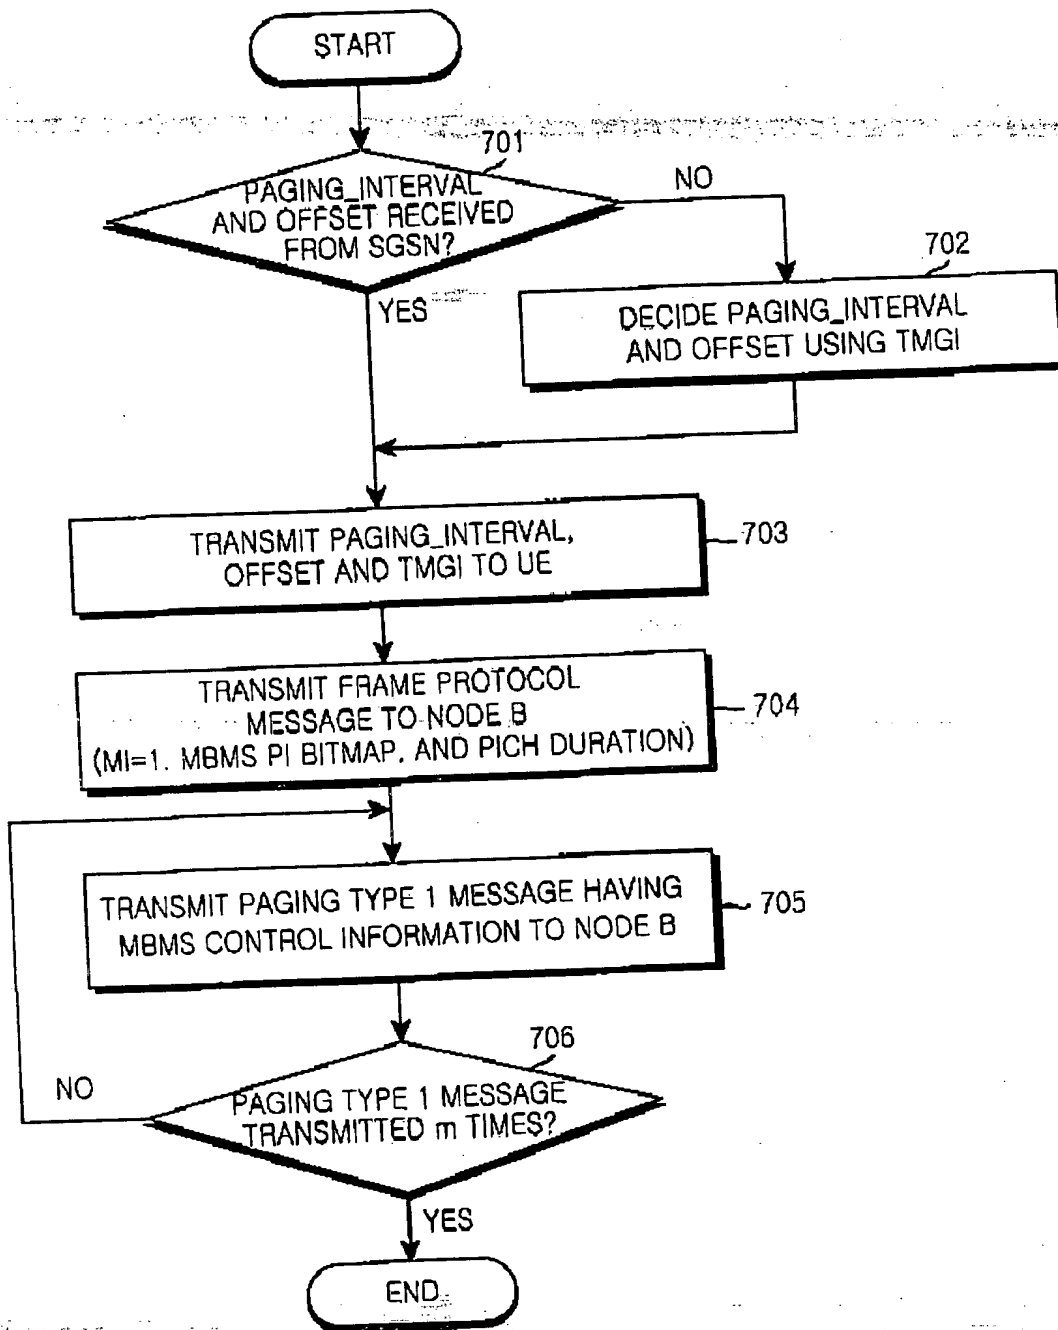 START
701
PAGING_INTERVAL
AND OFFSET RECEIVED
FROM SGSN?
NO
YES
702
DECIDE PAGING_INTERVAL
AND OFFSET USING TMGI
TRANSMIT PAGING_INTERVAL,
OFFSET AND TMGI TO UE
703
TRANSMIT FRAME PROTOCOL
MESSAGE TO NODE B
(MI=1. MBMS PI BITMAP. AND PICH DURATION)
704
TRANSMIT PAGING TYPE 1 MESSAGE HAVING
MBMS CONTROL INFORMATION TO NODE B
705
706
PAGING TYPE 1 MESSAGE
TRANSMITTED m TIMES?
NO
YES
END